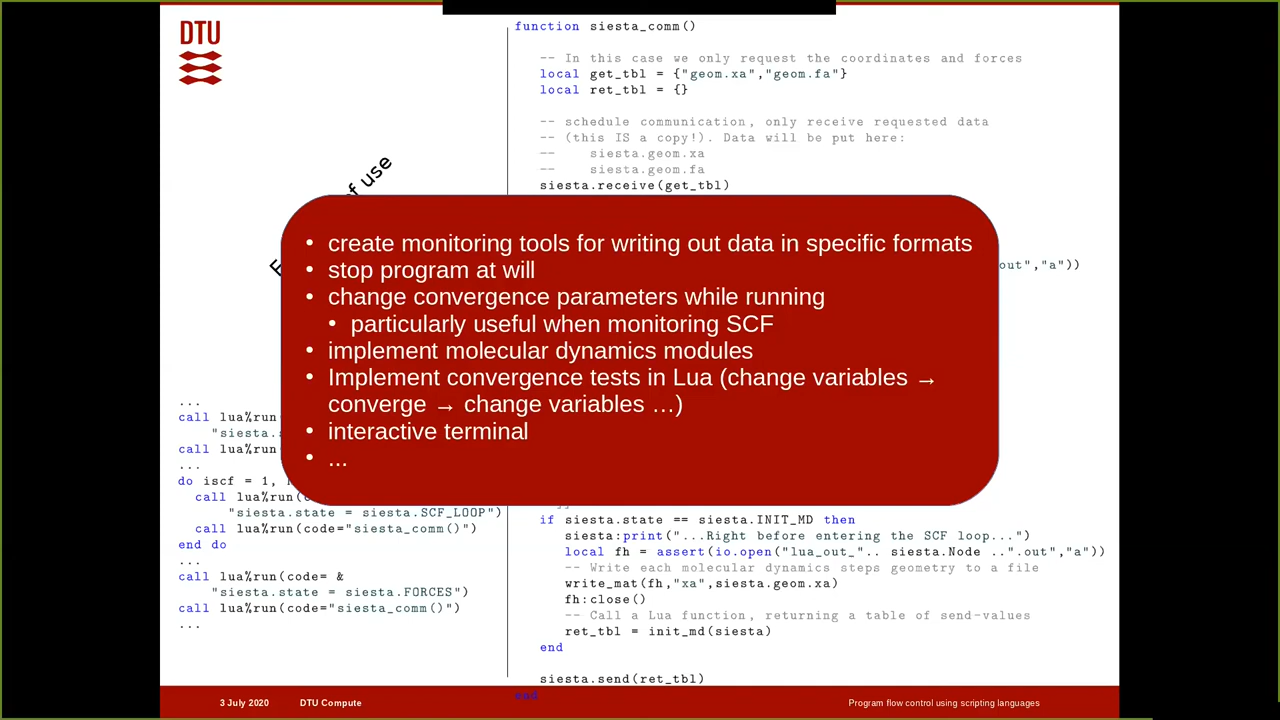 DTU
function siesta_comm()
-- In this case we only request the coordinates and forces
local get_tbl = {"geom.xa","geom.fa"}
local ret_tbl = {}
-- schedule communication, only receive requested data
-- (this IS a copy!). Data will be put here:
--    siesta.geom.xa
--    siesta.geom.fa
siesta.receive(get_tbl)
use
out","a"))
• create monitoring tools for writing out data in specific formats
• stop program at will
• change convergence parameters while running
• particularly useful when monitoring SCF
• implement molecular dynamics modules
• Implement convergence tests in Lua (change variables →
converge → change variables …)
• interactive terminal
• ...
...
call lua%run
"siesta.
call lua%run
...
do iscf = 1,
call lua%run(
"siesta.state = siesta.SCF_LOOP")
call lua%run(code="siesta_comm()")
end do
...
call lua%run(code= &
"siesta.state = siesta.FORCES")
call lua%run(code="siesta_comm()")
...
if siesta.state == siesta.INIT_MD then
siesta:print("...Right before entering the SCF loop...")
local fh = assert(io.open("lua_out_".. siesta.Node ..".out","a"))
-- Write each molecular dynamics steps geometry to a file
write_mat(fh,"xa",siesta.geom.xa)
fh:close()
-- Call a Lua function, returning a table of send-values
ret_tbl = init_md(siesta)
end
siesta.send(ret_tbl)
end
3 July 2020 DTU Compute Program flow control using scripting languages